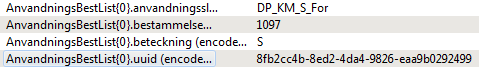 AnvandningsBestList{0}.anvandningssl... DP_KM_S_For
AnvandningsBestList{0}.bestammelse... 1097
AnvandningsBestList{0}.beteckning (encode... S
AnvandningsBestList{0}.uuid (encode... 8fb2cc4b-8ed2-4da4-9826-eaa9b0292499